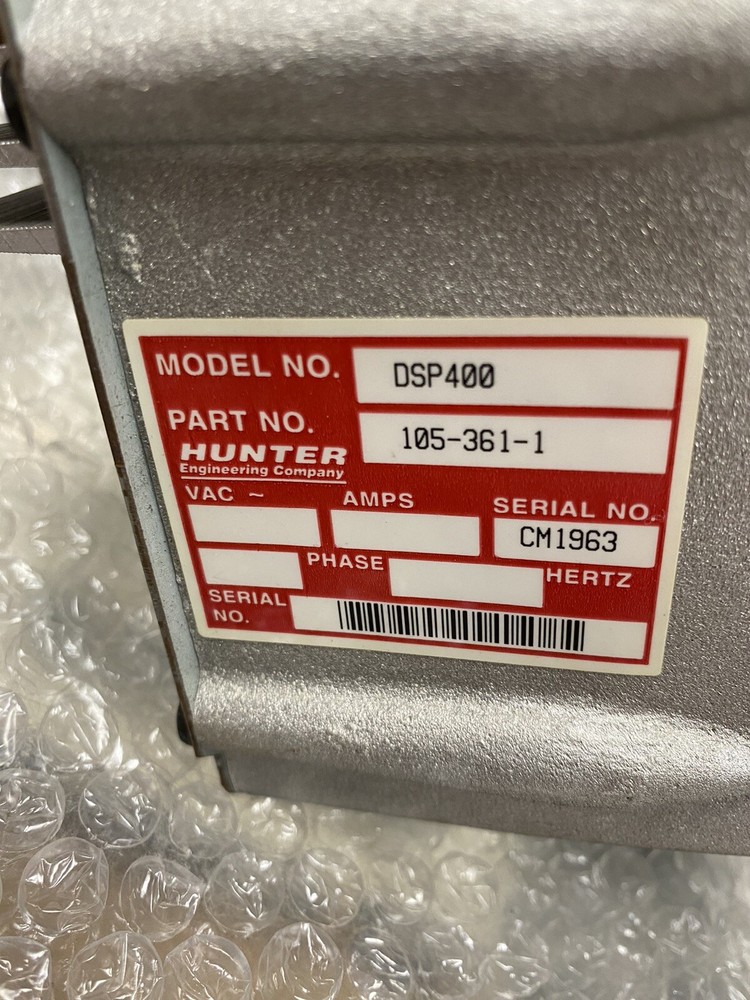 MODEL NO. DSP400
PART NO. 105-361-1
HUNTER
Engineering Company
VAC ~ AMPS SERIAL NO.
CM1963
PHASE HERTZ
SERIAL
NO.